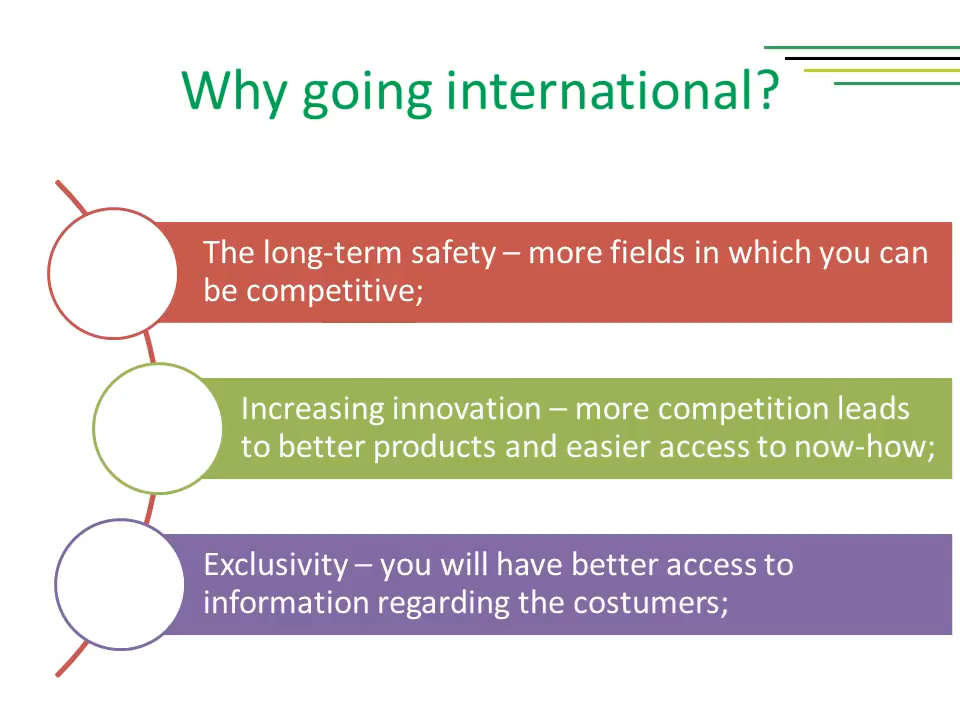 Why going international?
The long-term safety – more fields in which you can
be competitive;
Increasing innovation – more competition leads
to better products and easier access to now-how;
Exclusivity – you will have better access to
information regarding the costumers;